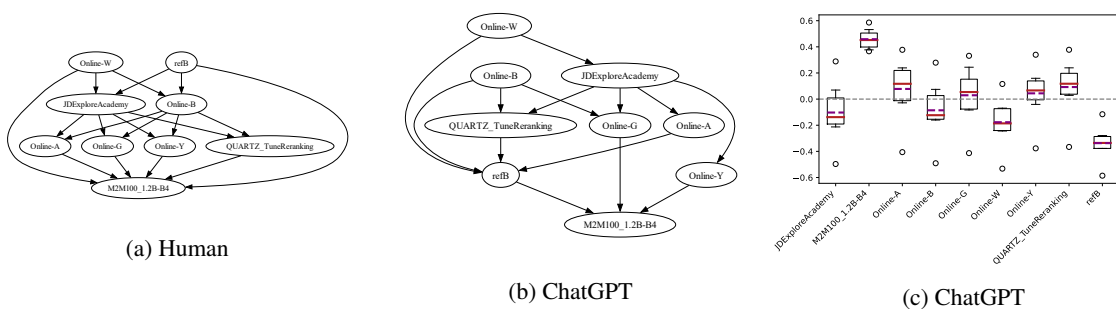 Online-W
refB
JDExploreAcademy
Online-B
Online-A
Online-G
Online-Y
QUARTZ_TuneReranking
M2M100_1.2B-B4
(a) Human
Online-W
Online-B
JDExploreAcademy
QUARTZ_TuneReranking
Online-G
Online-A
refB
Online-Y
M2M100_1.2B-B4
(b) ChatGPT
0.6
0.4
0.2
0.0
−0.2
−0.4
−0.6
JDExploreAcademy
M2M100_1.2B-B4
Online-A
Online-B
Online-G
Online-W
Online-Y
QUARTZ_TuneReranking
refB
(c) ChatGPT